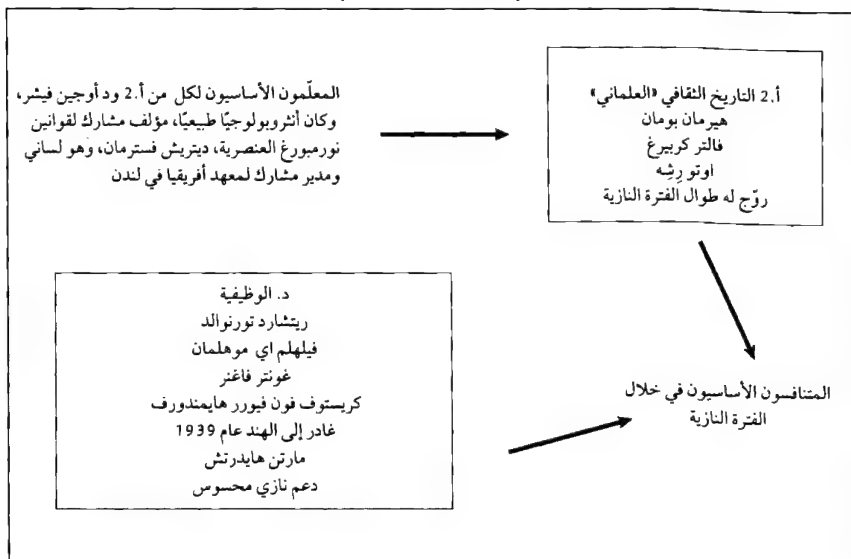 المعلّمون الأساسيون لكل من أ.2 ود أوجين فيشر،
وكان أنثروبولوجيًا طبيعيًا، مؤلف مشارك لقوانين
نورمبورغ العنصرية، ديتريش فسترمان، وهو لساني
ومدير مشارك لمعهد أفريقيا في لندن
أ.2 التاريخ الثقافي «العلماني»
هيرمان بومان
فالتر كربيرغ
اوتو رشِه
روّج له طوال الفترة النازية
د. الوظيفية
ريتشارد تورنوالد
فيلهلم اي موهلمان
غونتر فاغنر
كريستوف فون فيورر هايمندورف
غادر إلى الهند عام 1939
مارتن هايدرتش
دعم نازي محسوس
المتنافسون الأساسيون في خلال
الفترة النازية